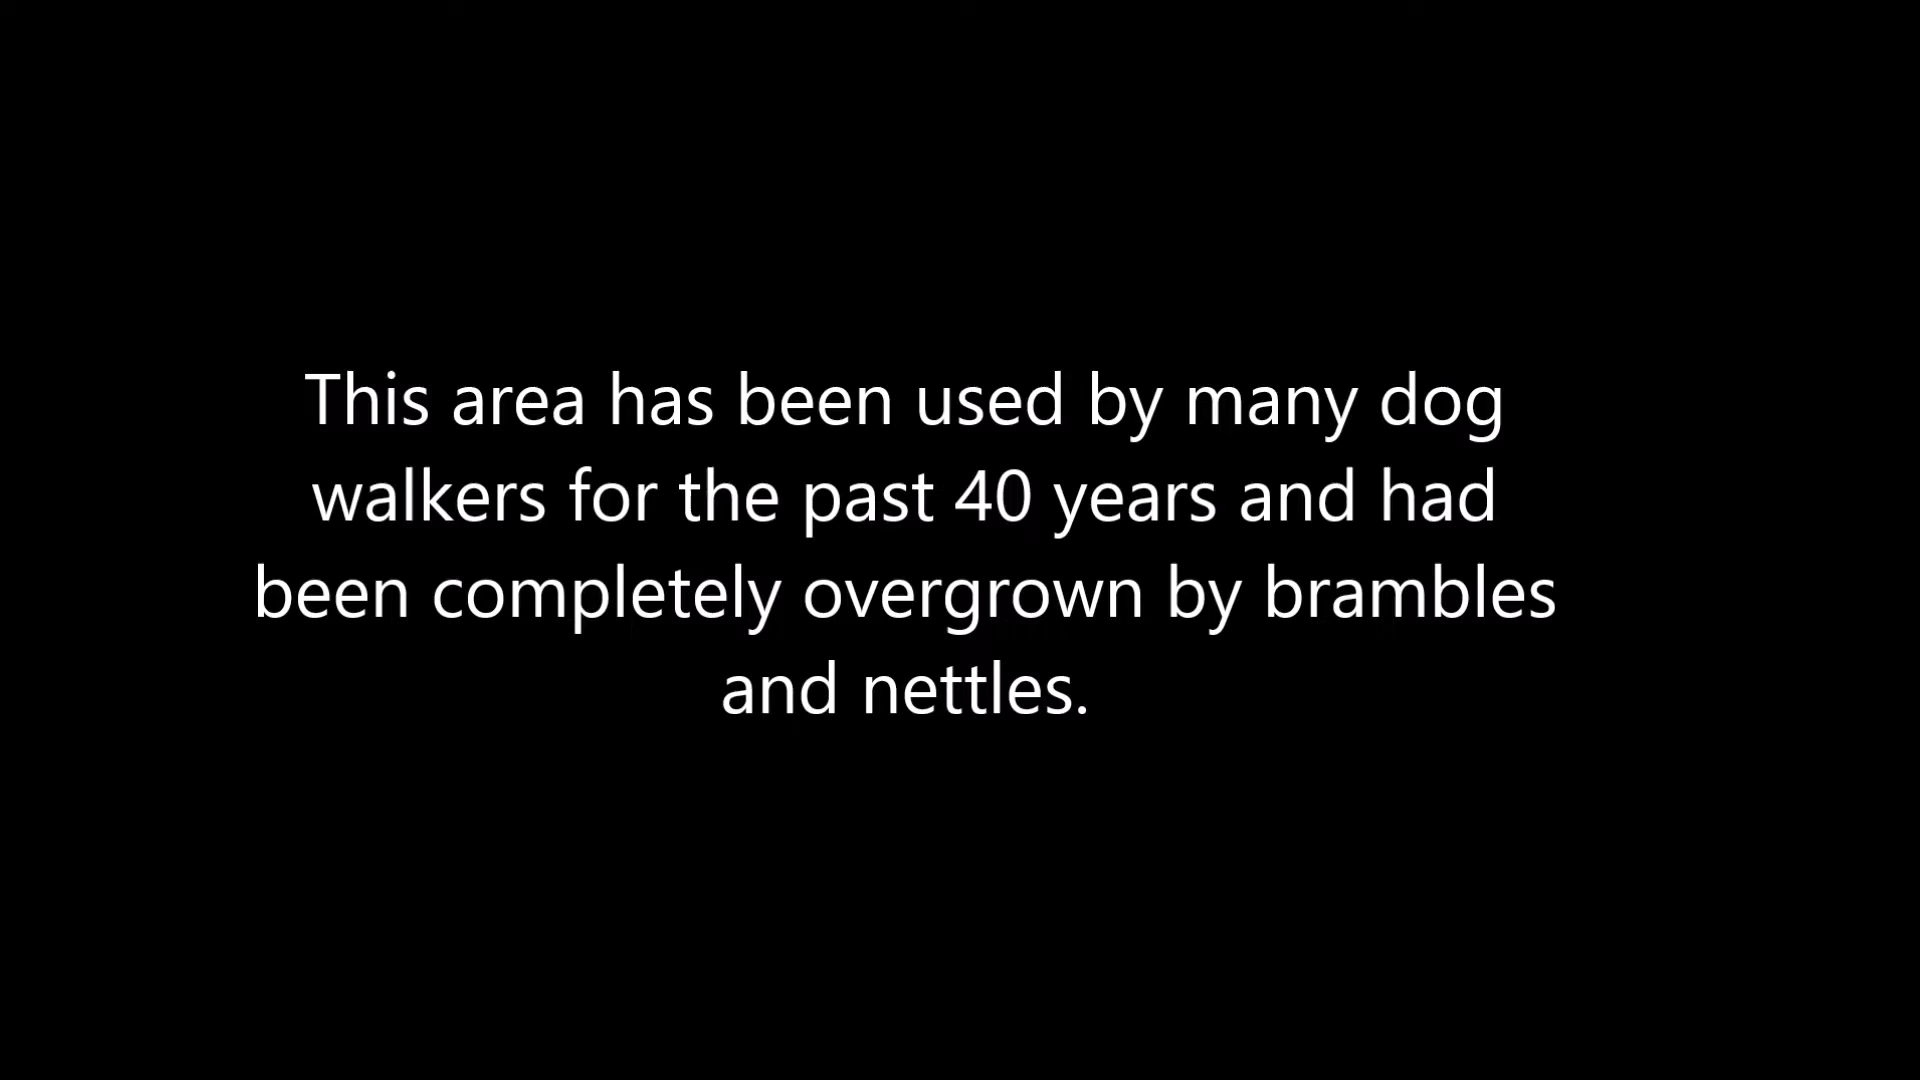 This area has been used by many dog
walkers for the past 40 years and had
been completely overgrown by brambles
and nettles.